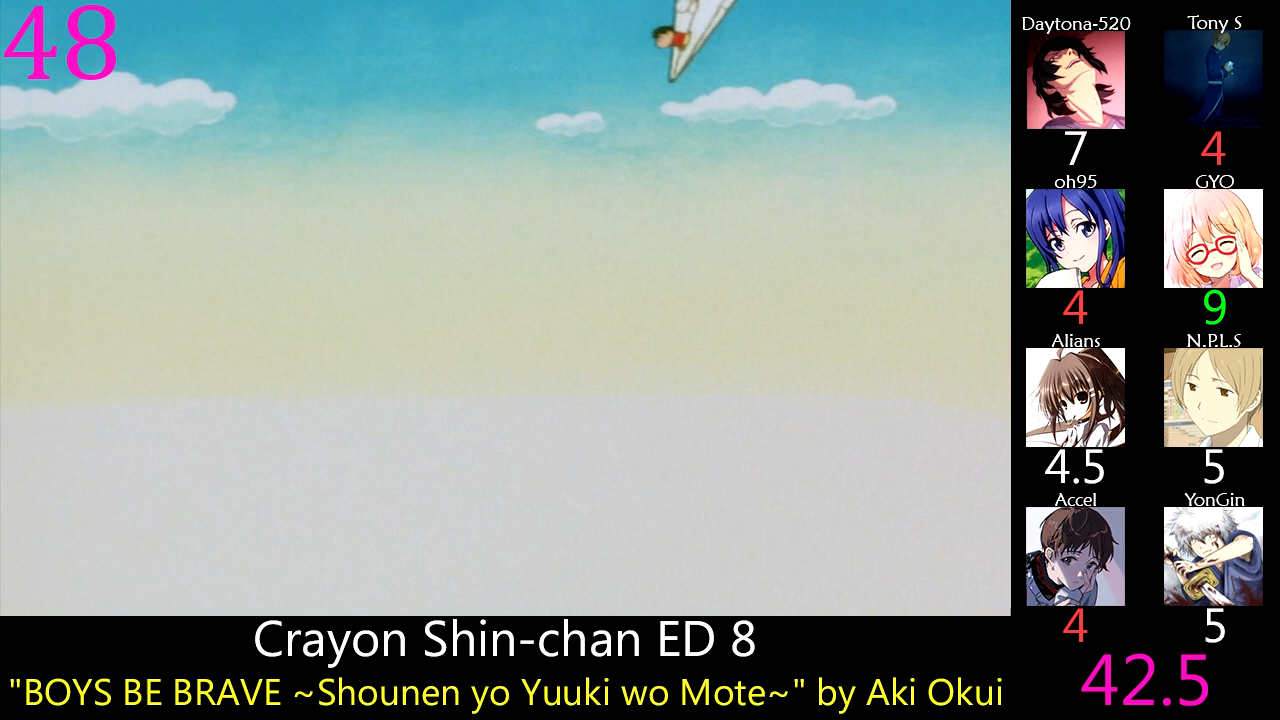 48
Daytona-520
Tony S
7
4
oh95
GYO
4
9
Alians
N.P.L.S
4.5
5
Accel
YonGin
4
5
Crayon Shin-chan ED 8
"BOYS BE BRAVE ~Shounen yo Yuuki wo Mote~" by Aki Okui
42.5